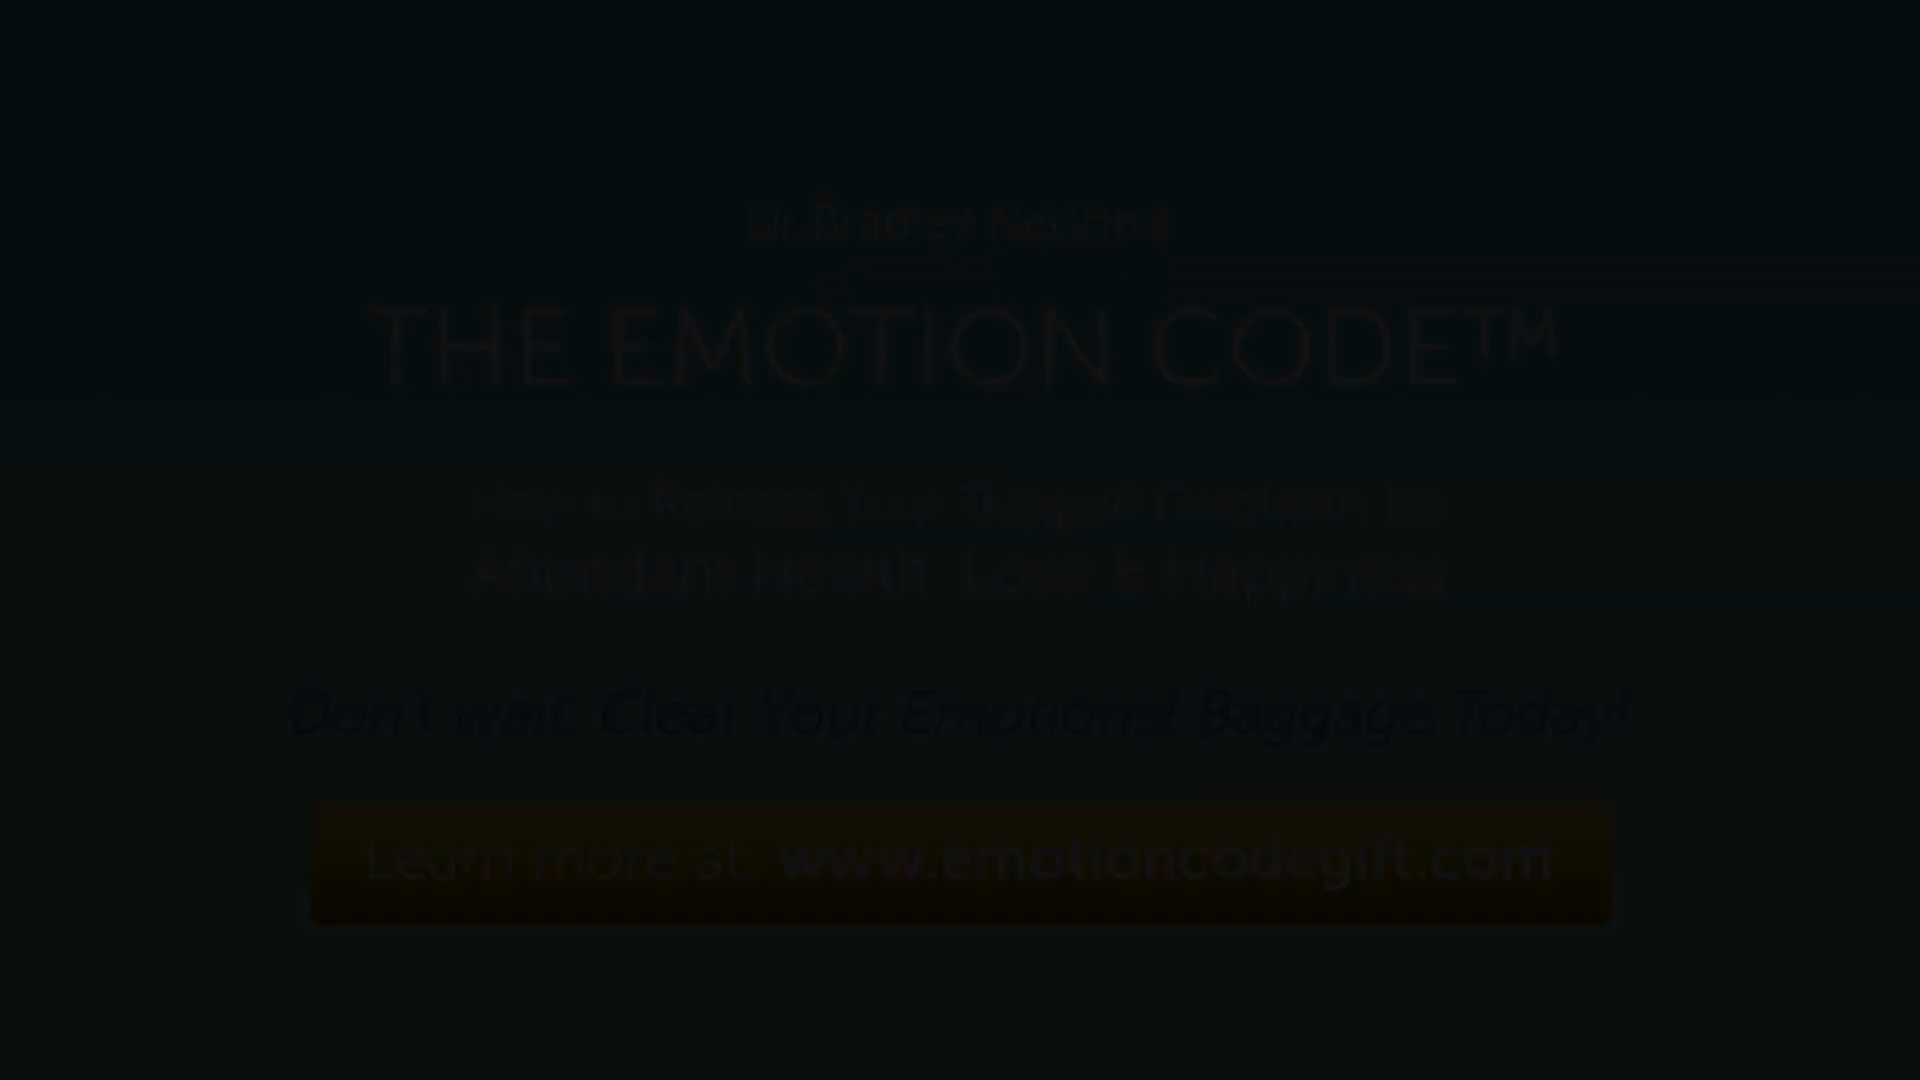 Dr. Bradley Nelson's
THE EMOTION CODE™
How to Release Your Trapped Emotions for
Abundant Health, Love & Happiness
Don't wait. Clear Your Emotional Baggage Today!
Learn more at www.emotioncodegift.com